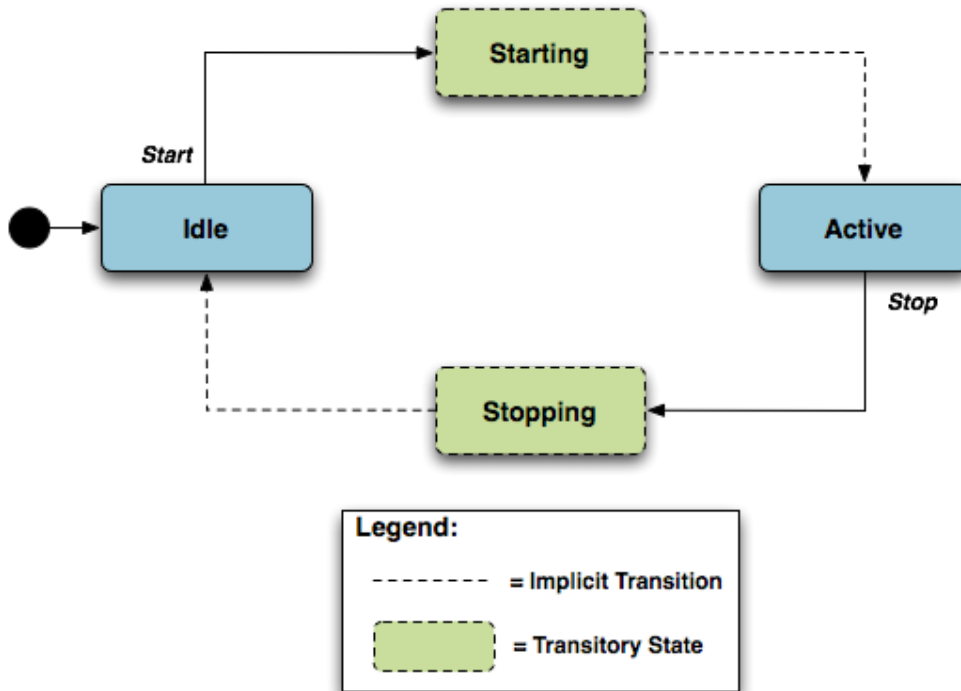 Starting
Start
Idle
Active
Stop
Stopping
Legend:
= Implicit Transition
= Transitory State